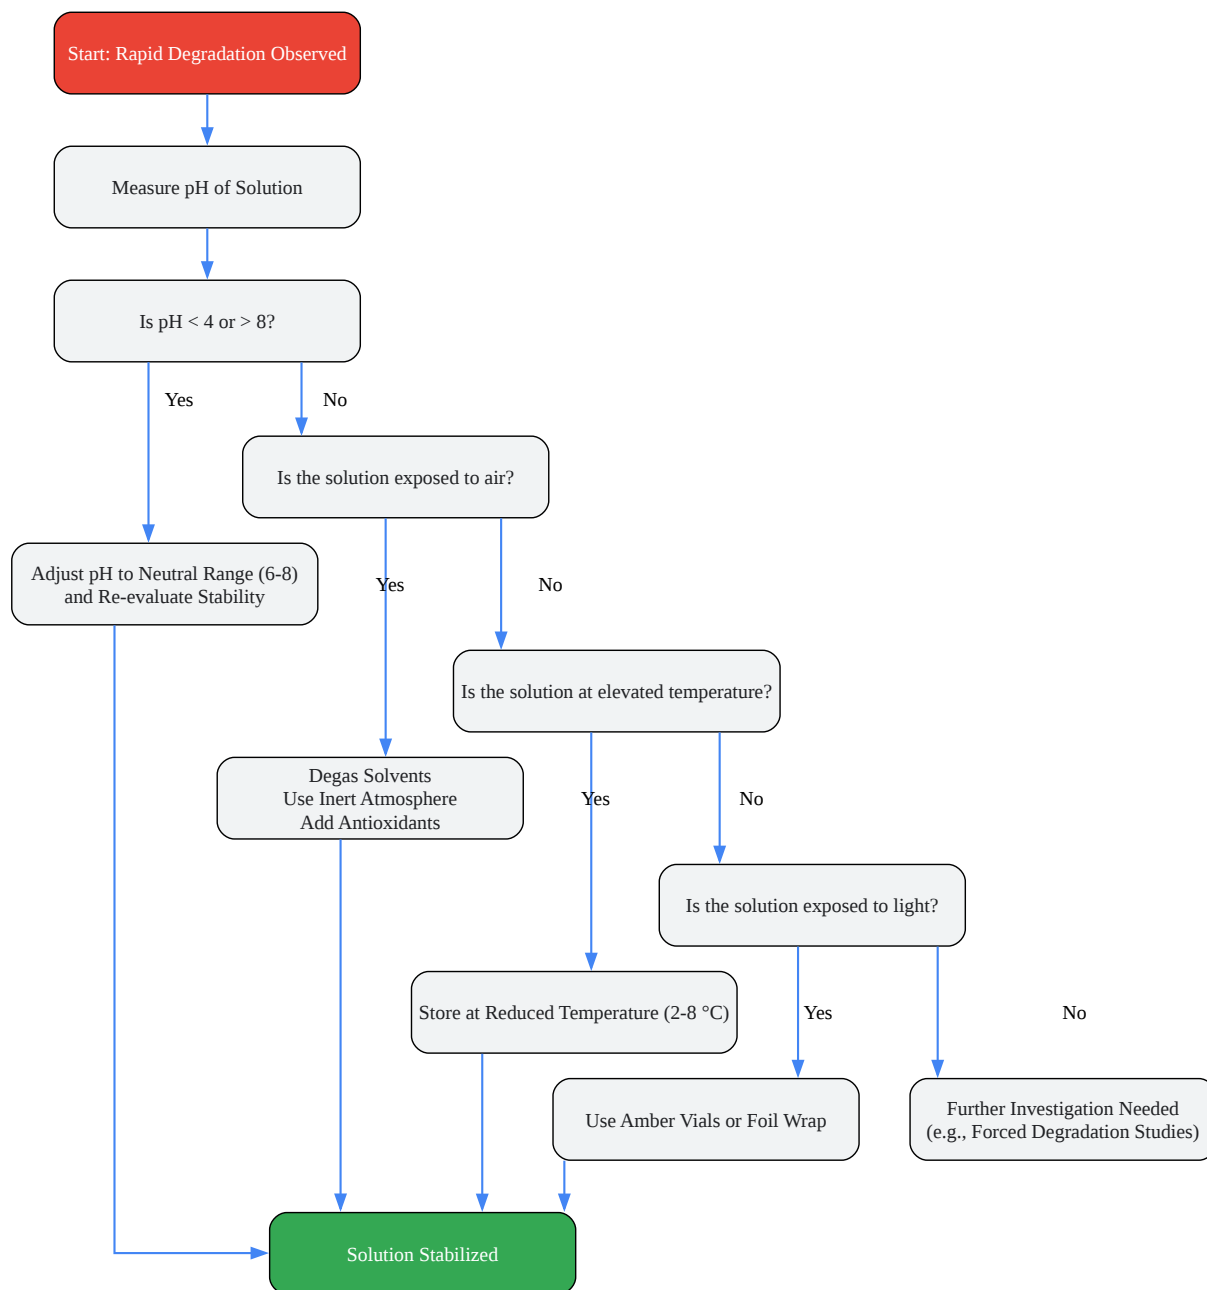 Start: Rapid Degradation Observed
Measure pH of Solution
Is pH < 4 or > 8?
Yes
No
Is the solution exposed to air?
Adjust pH to Neutral Range (6-8)
and Re-evaluate Stability
Yes
No
Is the solution at elevated temperature?
Degas Solvents
Use Inert Atmosphere
Add Antioxidants
Yes
No
Is the solution exposed to light?
Store at Reduced Temperature (2-8 °C)
Yes
No
Use Amber Vials or Foil Wrap
Further Investigation Needed
(e.g., Forced Degradation Studies)
Solution Stabilized